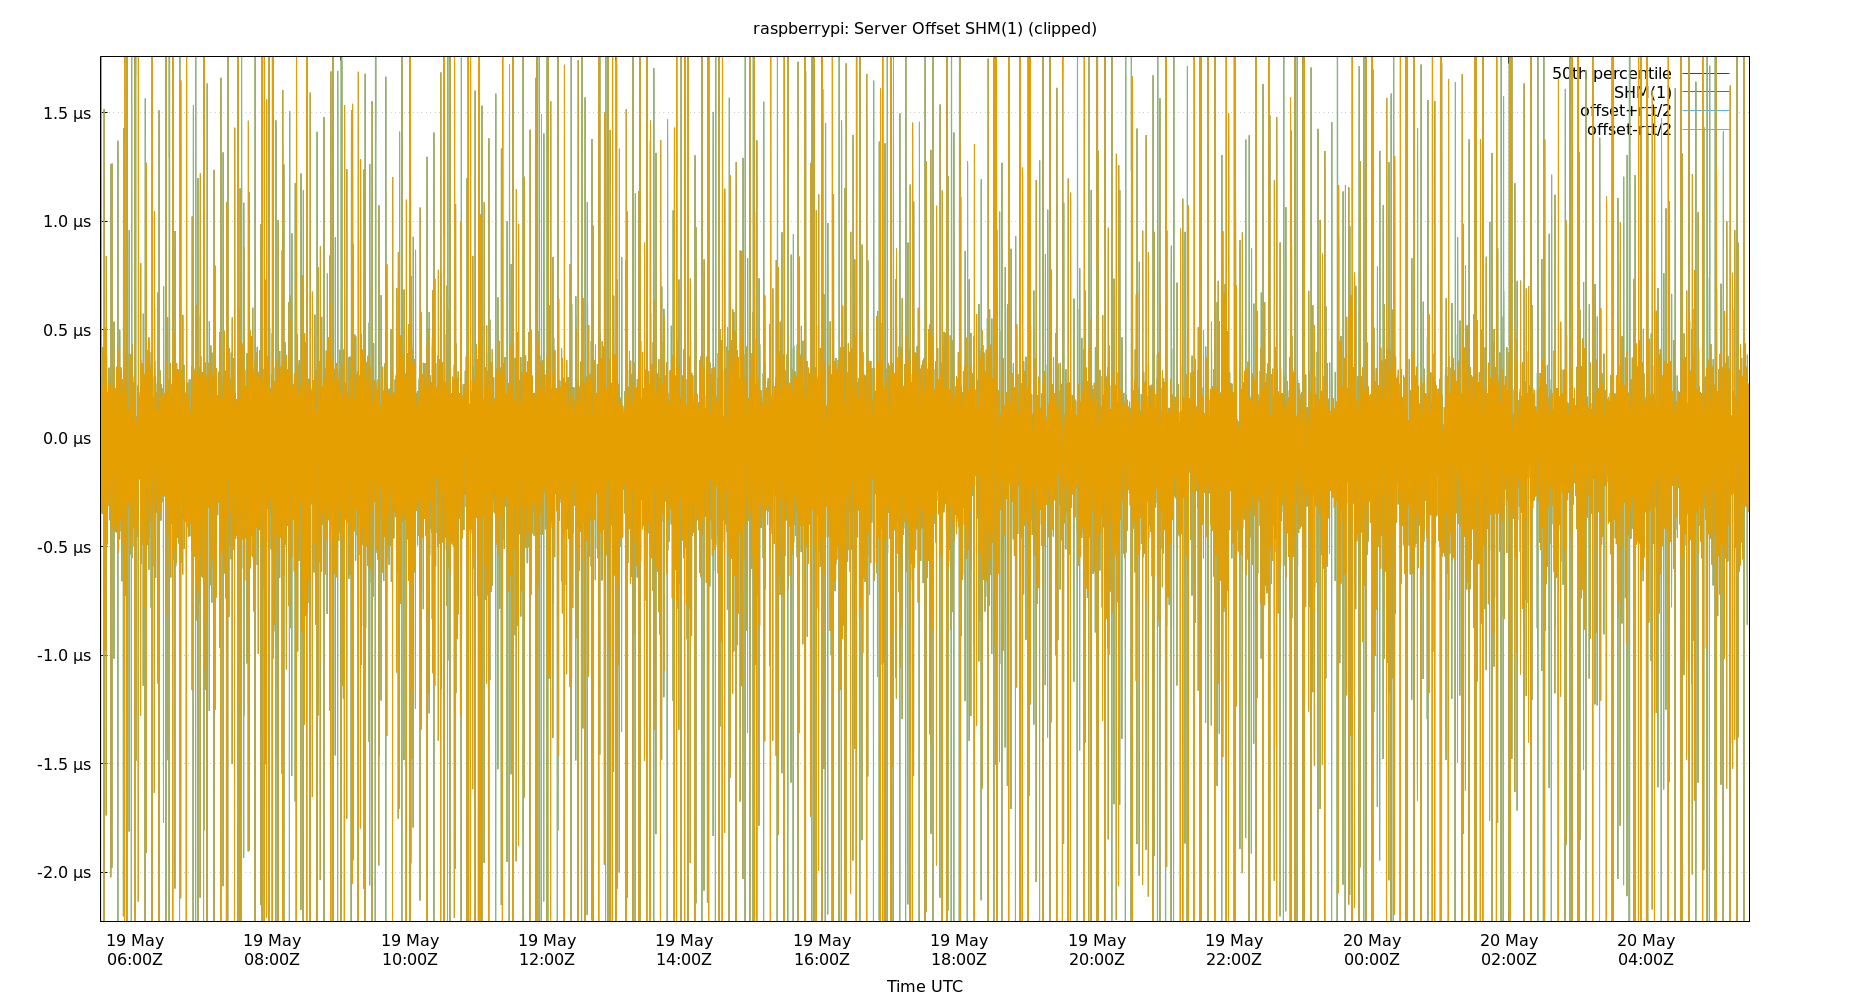 raspberrypi: Server Offset SHM(1) (clipped)
50th percentile
SHM(1)
offset+rtt/2
offset-rtt/2
1.5 µs
1.0 µs
0.5 µs
0.0 µs
-0.5 µs
-1.0 µs
-1.5 µs
-2.0 µs
19 May 19 May 19 May 19 May 19 May 19 May 19 May 19 May 19 May 20 May 20 May 20 May
06:00Z 08:00Z 10:00Z 12:00Z 14:00Z 16:00Z 18:00Z 20:00Z 22:00Z 00:00Z 02:00Z 04:00Z
Time UTC